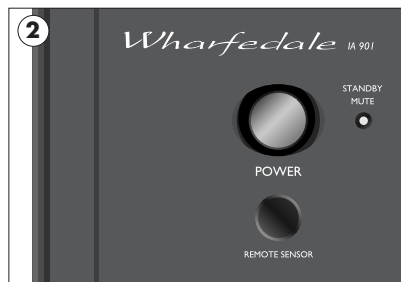 2
Wharfedale IA 901
STANDBY
MUTE
POWER
REMOTE SENSOR